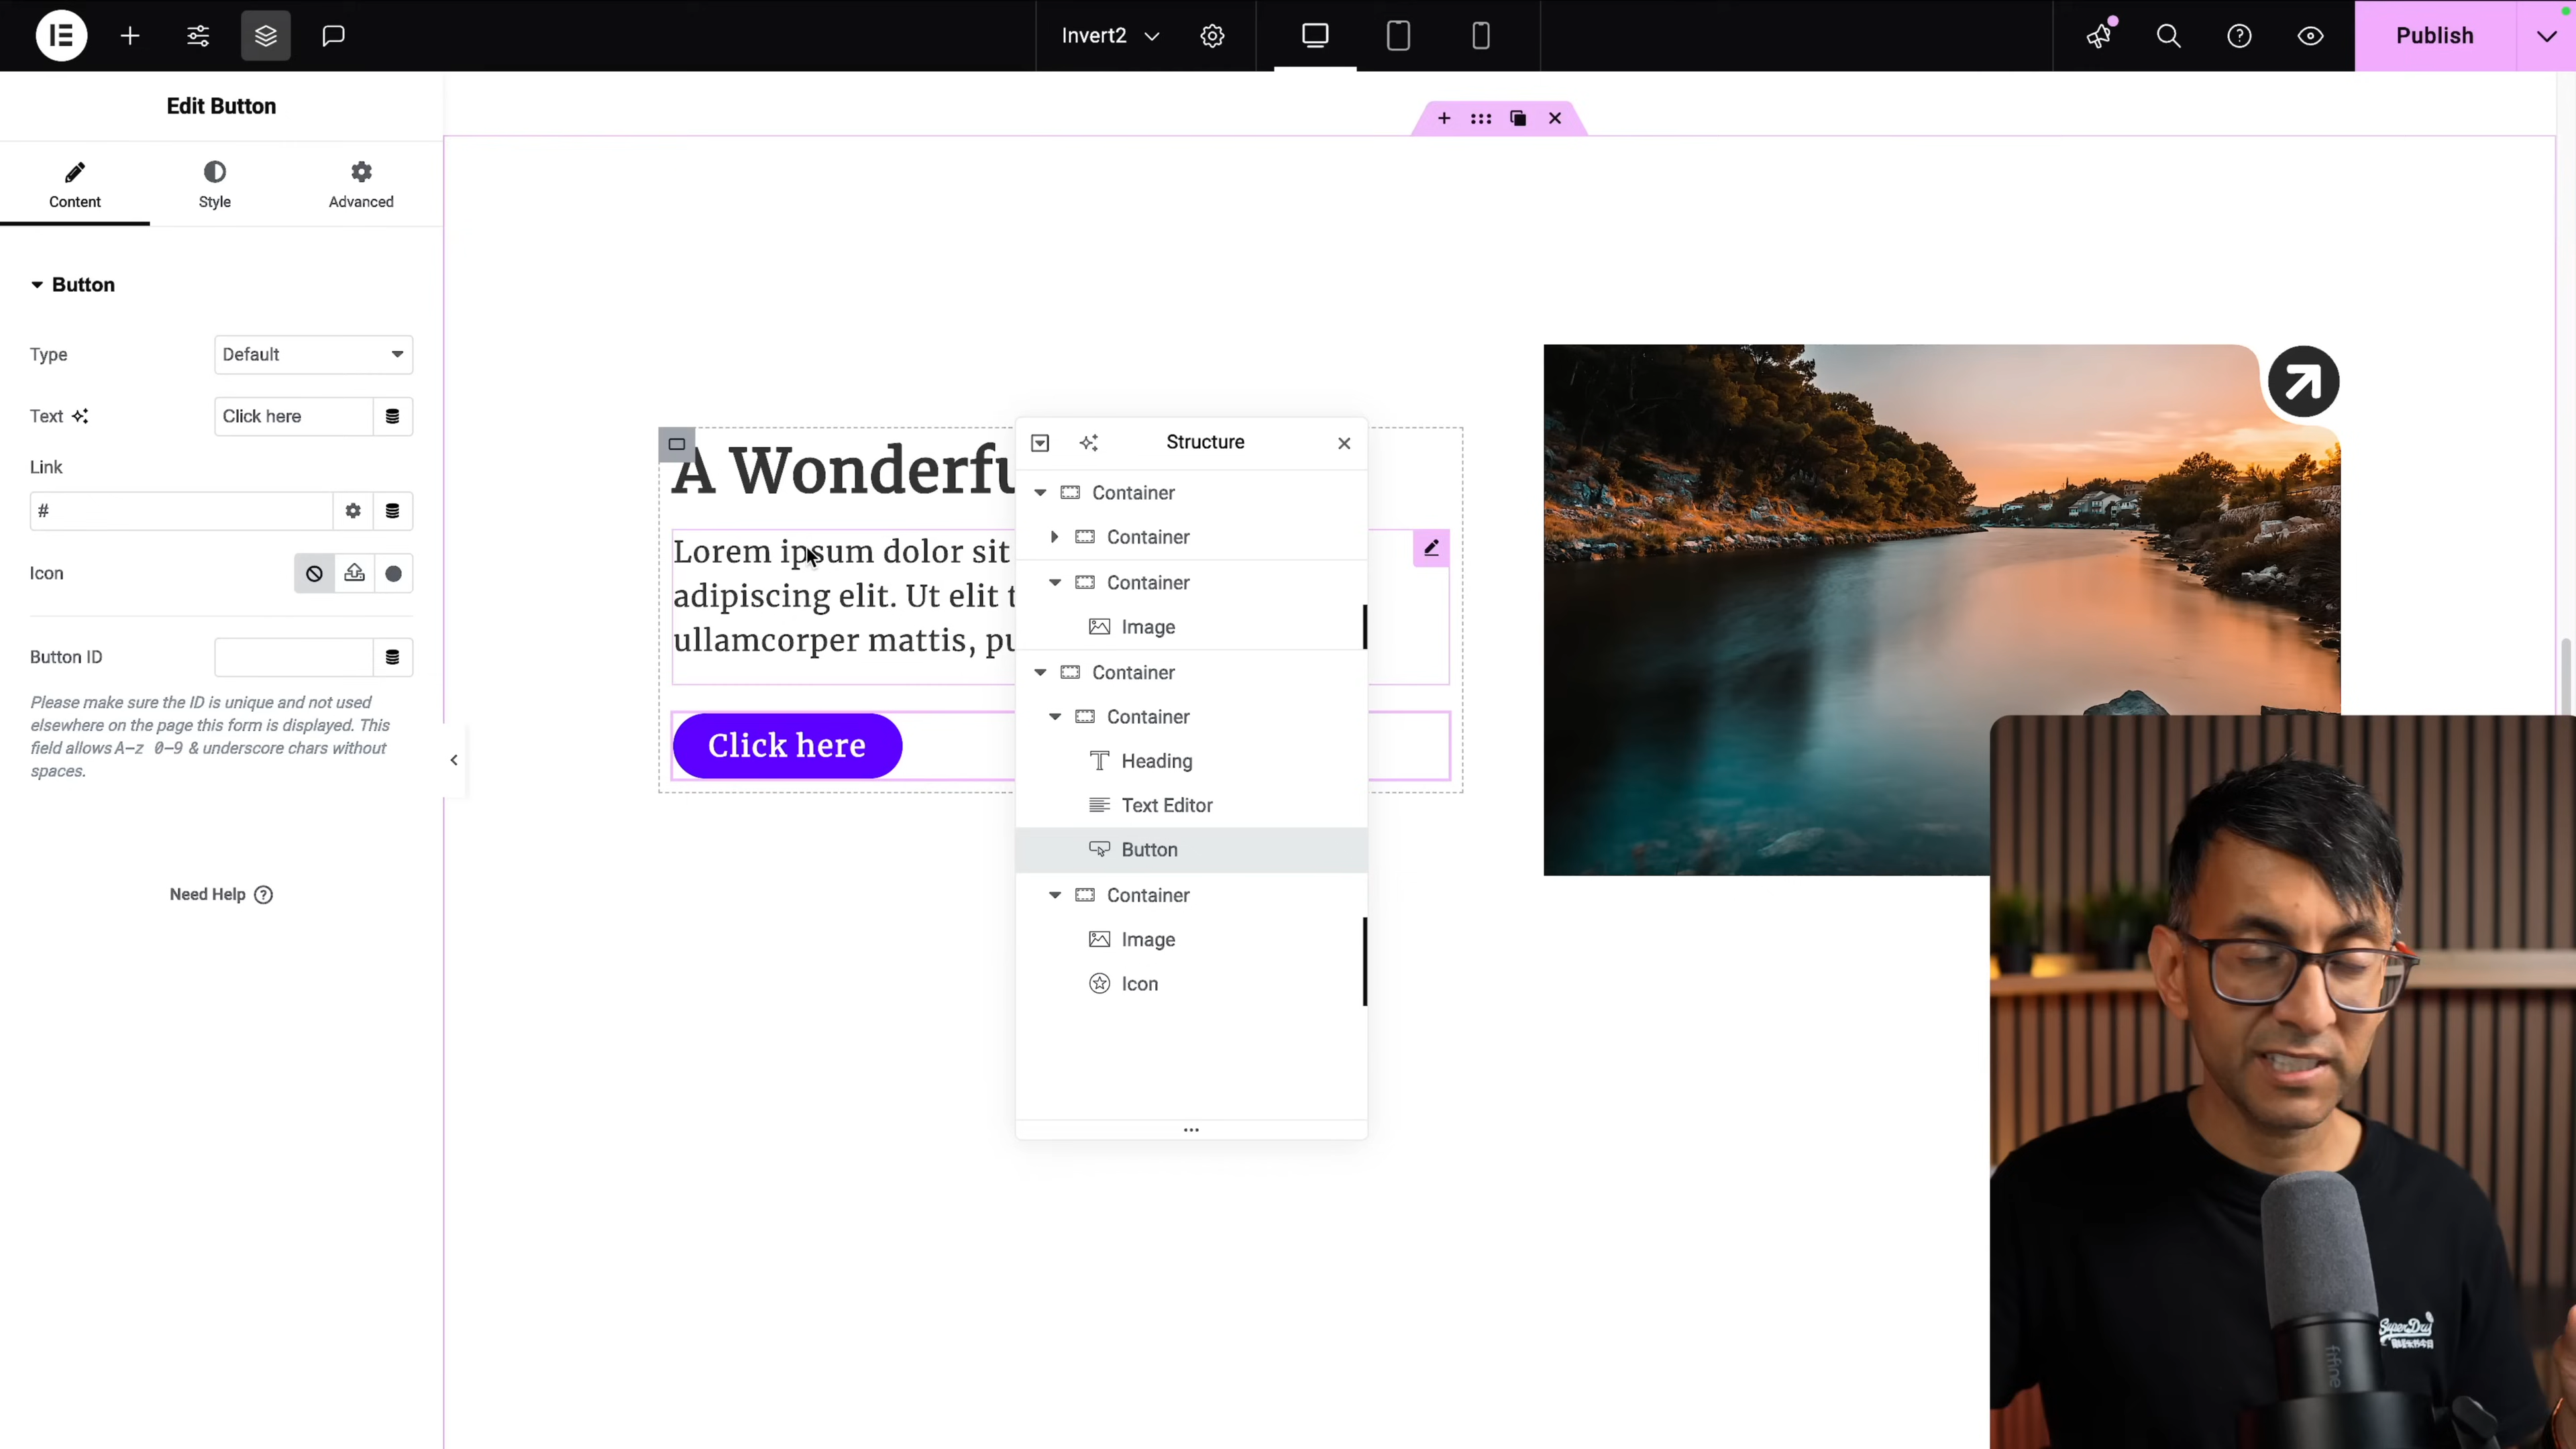 Invert2
Publish
Edit Button
Content
Style
Advanced
Button
Type
Default
Text
Click here
Link
#
Icon
Button ID
Please make sure the ID is unique and not used
elsewhere on the page this form is displayed. This
field allows A–z 0–9 & underscore chars without
spaces.
Need Help
A Wonderfu
Lorem ipsum dolor sit
adipiscing elit. Ut elit t
ullamcorper mattis, pu
Click here
Structure
Container
Container
Container
Image
Container
Container
Heading
Text Editor
Button
Container
Image
Icon
SuperDry
fifine